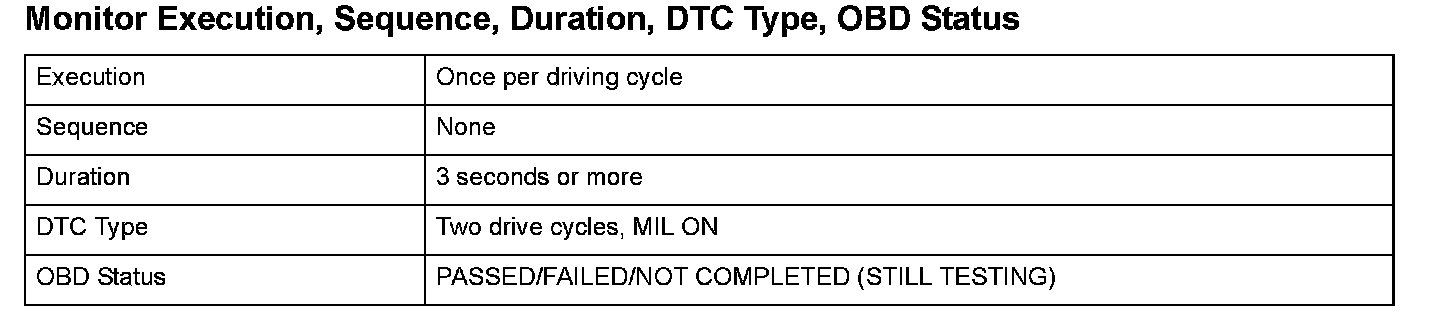 Monitor Execution, Sequence, Duration, DTC Type, OBD Status
Execution Once per driving cycle
Sequence None
Duration 3 seconds or more
DTC Type Two drive cycles, MIL ON
OBD Status PASSED/FAILED/NOT COMPLETED (STILL TESTING)